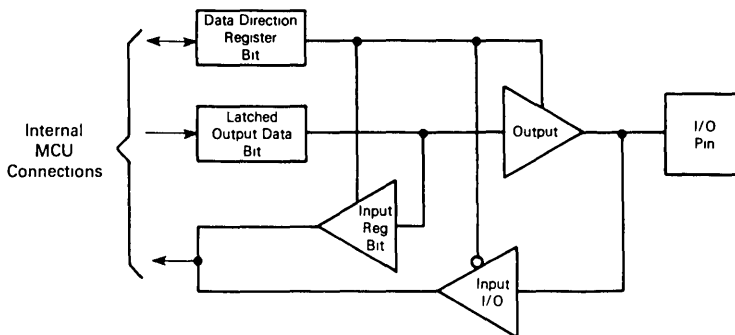 Data Direction
Register
Bit
Latched
Output Data
Bit
Internal
MCU
Connections
Output
I/O
Pin
Input
Reg
Bit
Input
I/O